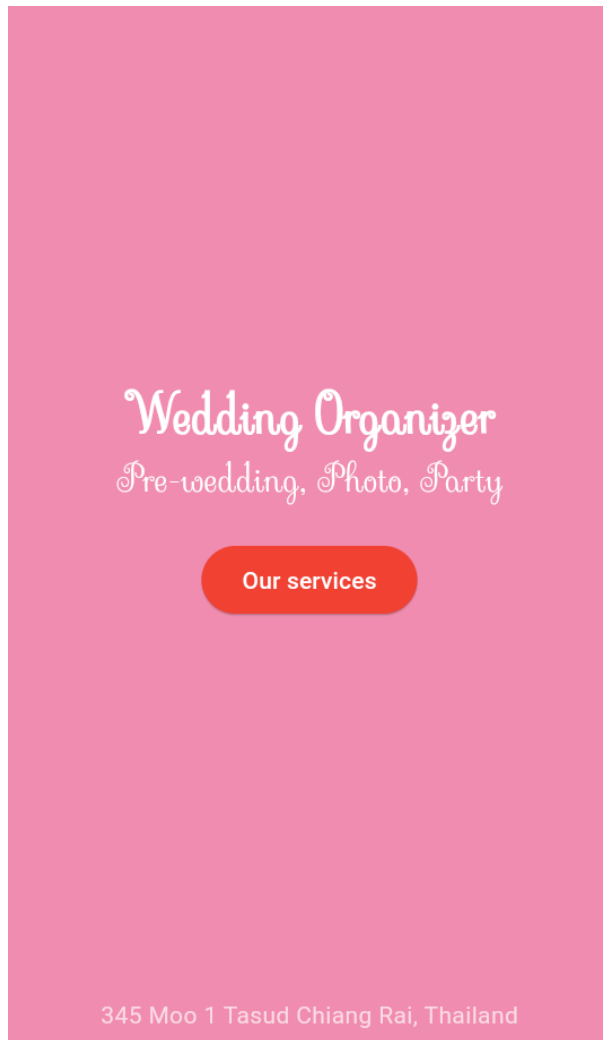 Wedding Organizer
Pre-wedding, Photo, Party
Our services
345 Moo 1 Tasud Chiang Rai, Thailand